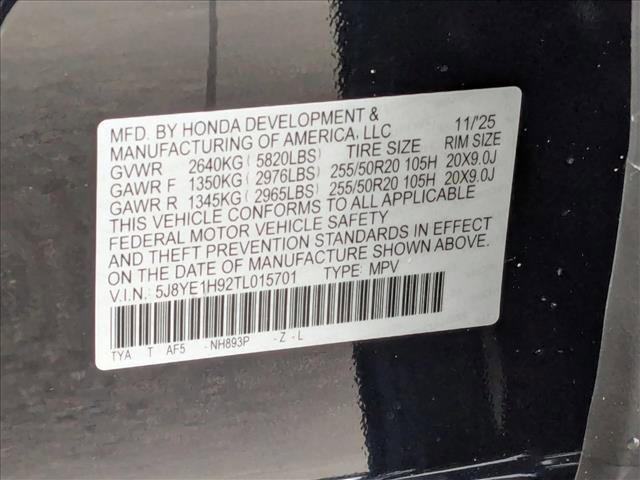 MFD. BY HONDA DEVELOPMENT &
MANUFACTURING OF AMERICA, LLC 11/'25
GVWR 2640KG ( 5820LBS) TIRE SIZE RIM SIZE
GAWR F 1350KG ( 2976LBS) 255/50R20 105H 20X9.0J
GAWR R 1345KG ( 2965LBS) 255/50R20 105H 20X9.0J
THIS VEHICLE CONFORMS TO ALL APPLICABLE
FEDERAL MOTOR VEHICLE SAFETY
AND THEFT PREVENTION STANDARDS IN EFFECT
ON THE DATE OF MANUFACTURE SHOWN ABOVE.
V.I.N.: 5J8YE1H92TL015701 TYPE: MPV
TYA T AF5 -NH893P -Z -L